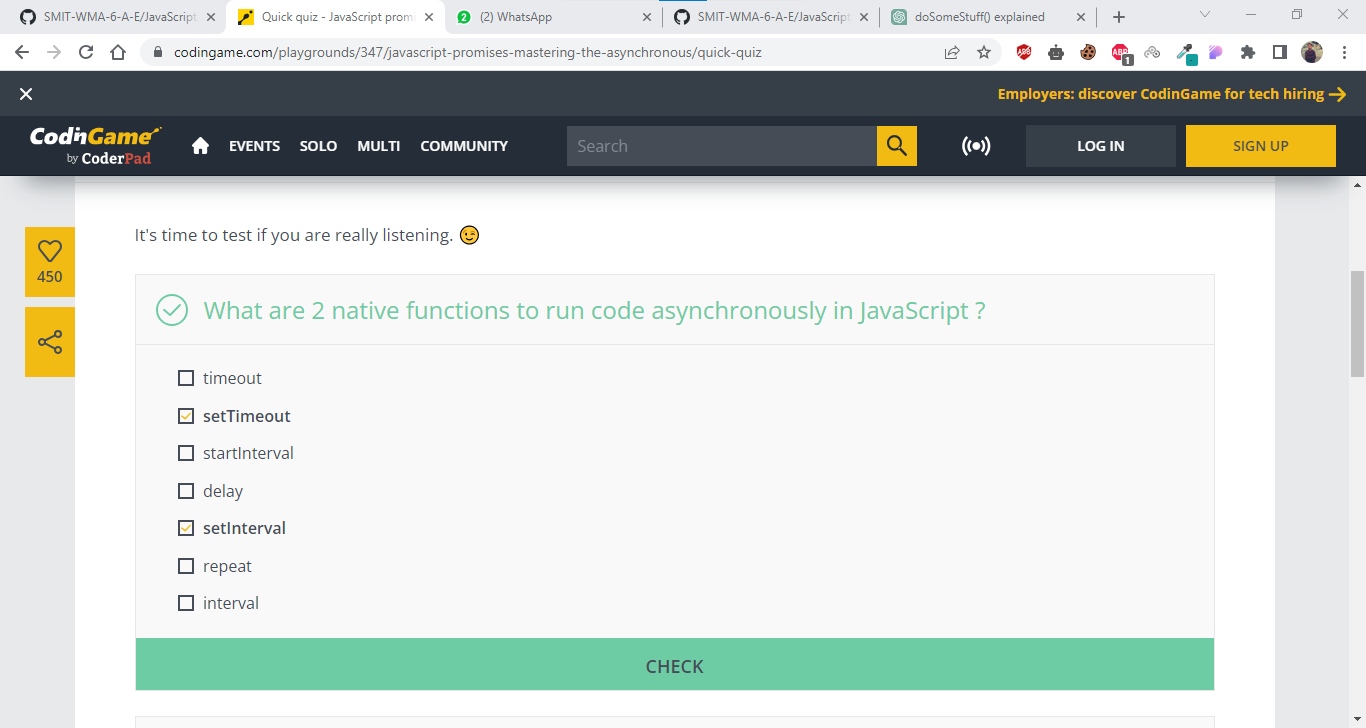 SMIT-WMA-6-A-E/JavaScript
Quick quiz - JavaScript prom
2
(2) WhatsApp
SMIT-WMA-6-A-E/JavaScript
doSomeStuff() explained
codingame.com/playgrounds/347/javascript-promises-mastering-the-asynchronous/quick-quiz
ABP
1
Employers: discover CodinGame for tech hiring
CodinGame
by CoderPad
EVENTS
SOLO
MULTI
COMMUNITY
Search
LOG IN
SIGN UP
450
It's time to test if you are really listening.
What are 2 native functions to run code asynchronously in JavaScript ?
timeout
setTimeout
startInterval
delay
setInterval
repeat
interval
CHECK